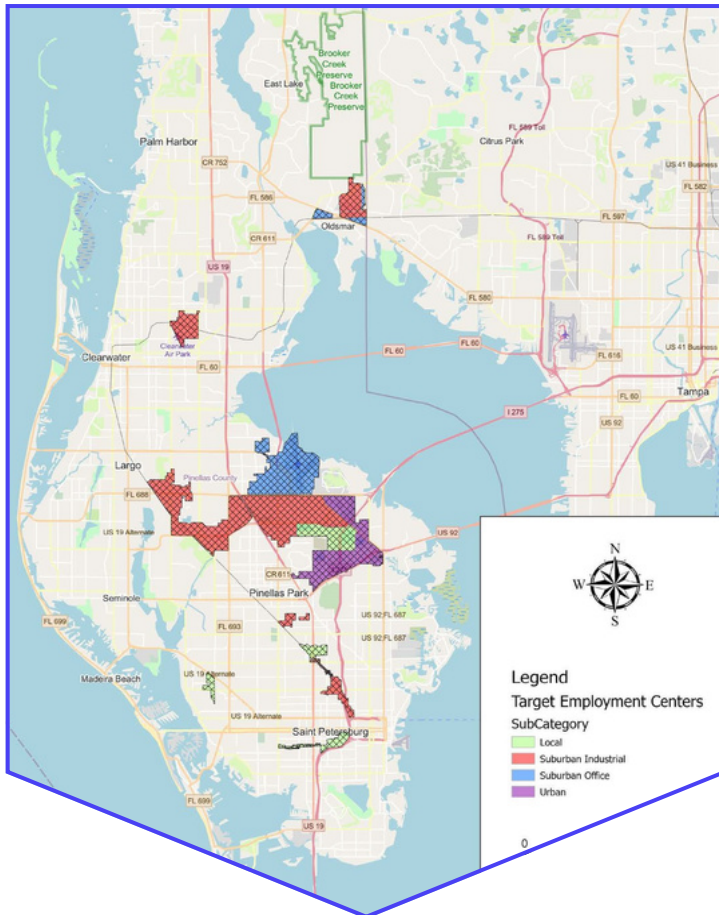 Brooker
Creek
Preserve
Brooker
Creek
Preserve
East Lake
Palm Harbor
FL 589 Toll
Citrus Park
US 41 Business
CR 752
FL 582
FL 586
Oldsmar
FL 597
CR 611
FL 589 Toll
US 19
FL 580
Clearwater
Air Park
FL 60
FL 60
FL 616
US 41 Business
Clearwater
FL 60
FL 60
Tampa
I 275
US 92
Largo
Pinellas County
FL 688
US 19 Alternate
US 92
CR 611
Pinellas Park
Seminole
FL 699
FL 693
US 92;FL 687
US 92;FL 687
US 19 Alternate
Madeira Beach
US 19 Alternate
Saint Petersburg
FL 699
US 19
N
W
E
S
Legend
Target Employment Centers
SubCategory
Local
Suburban Industrial
Suburban Office
Urban
0